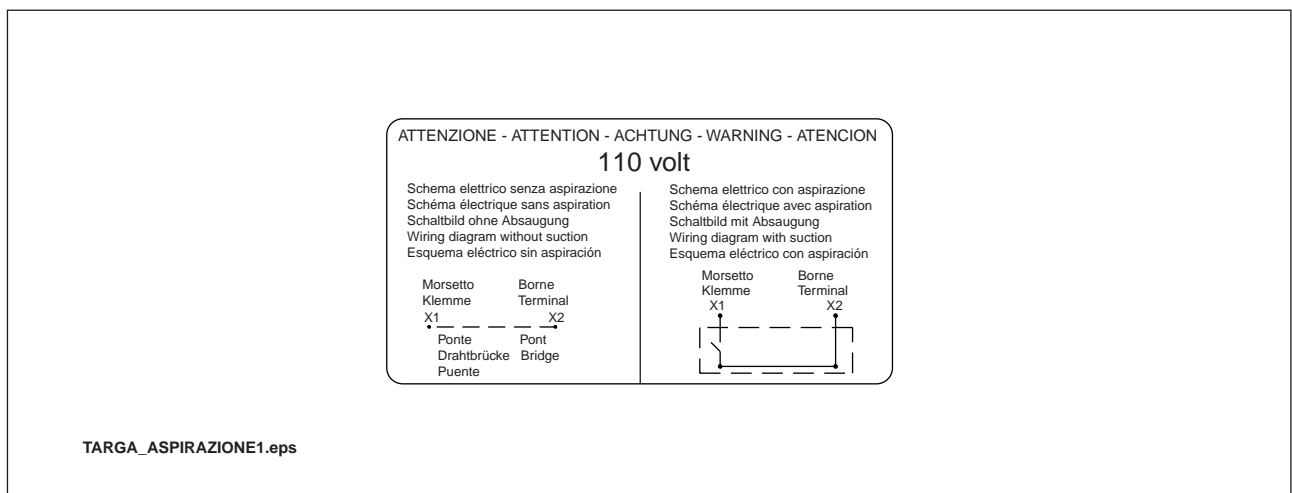 ATTENZIONE - ATTENTION - ACHTUNG - WARNING - ATENCION
110 volt
Schema elettrico senza aspirazione
Schéma électrique sans aspiration
Schaltbild ohne Absaugung
Wiring diagram without suction
Esquema eléctrico sin aspiración
Morsetto Borne
Klemme Terminal
X1 X2
Ponte Pont
Drahtbrücke Bridge
Puente
Schema elettrico con aspirazione
Schéma électrique avec aspiration
Schaltbild mit Absaugung
Wiring diagram with suction
Esquema eléctrico con aspiración
Morsetto Borne
Klemme Terminal
X1 X2
TARGA_ASPIRAZIONE1.eps